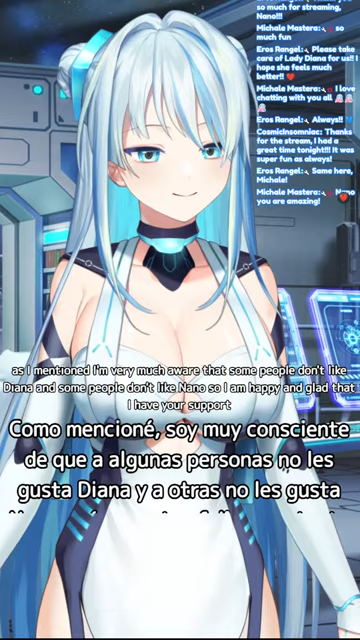 so much for streaming,
Nano!!!
Michale Mastera: so
much fun
Eros Rangel: Please take
care of Lady Diana for us!! I
hope she feels much
better!! ❤️
Michale Mastera: I love
chatting with you all
Eros Rangel: Always!! 💙
CosmicInsomniac: Thanks
for the stream, I had a
great time tonight!!! It was
super fun as always!
Eros Rangel: Same here,
Michale!
Michale Mastera: Nano
you are amazing! ❤️
as I mentioned I'm very much aware that some people don't like
Diana and some people don't like Nano so I am happy and glad that
I have your support
Como mencioné, soy muy consciente
de que a algunas personas no les
gusta Diana y a otras no les gusta